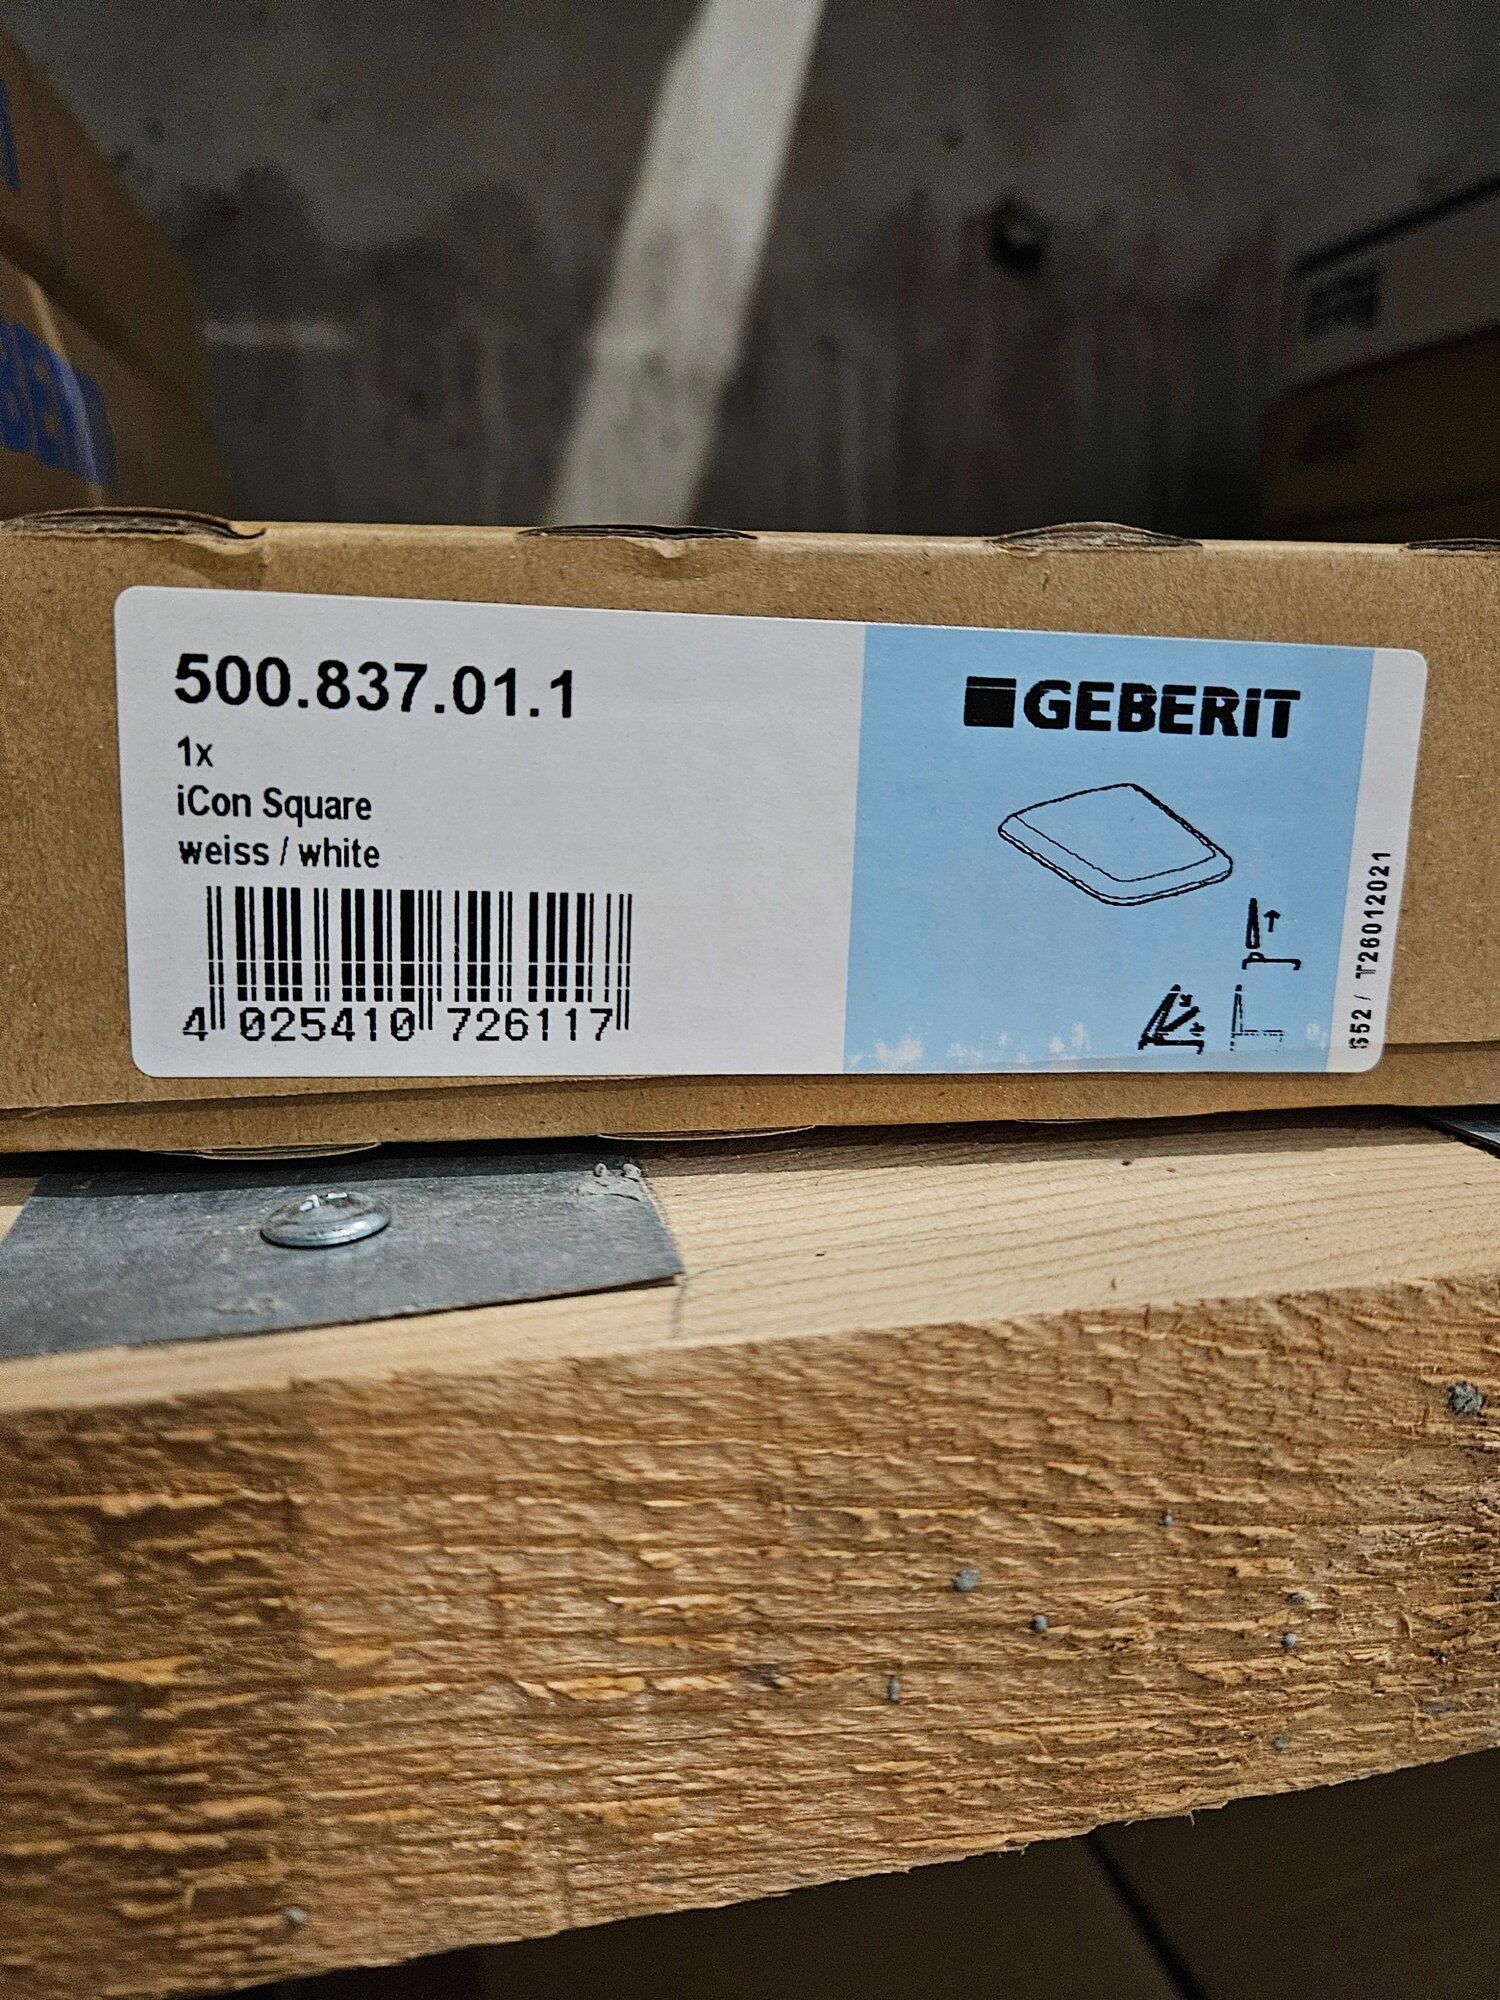 500.837.01.1
1x
iCon Square
weiss / white
4 025410 726117
GEBERIT
S52 / T26012021